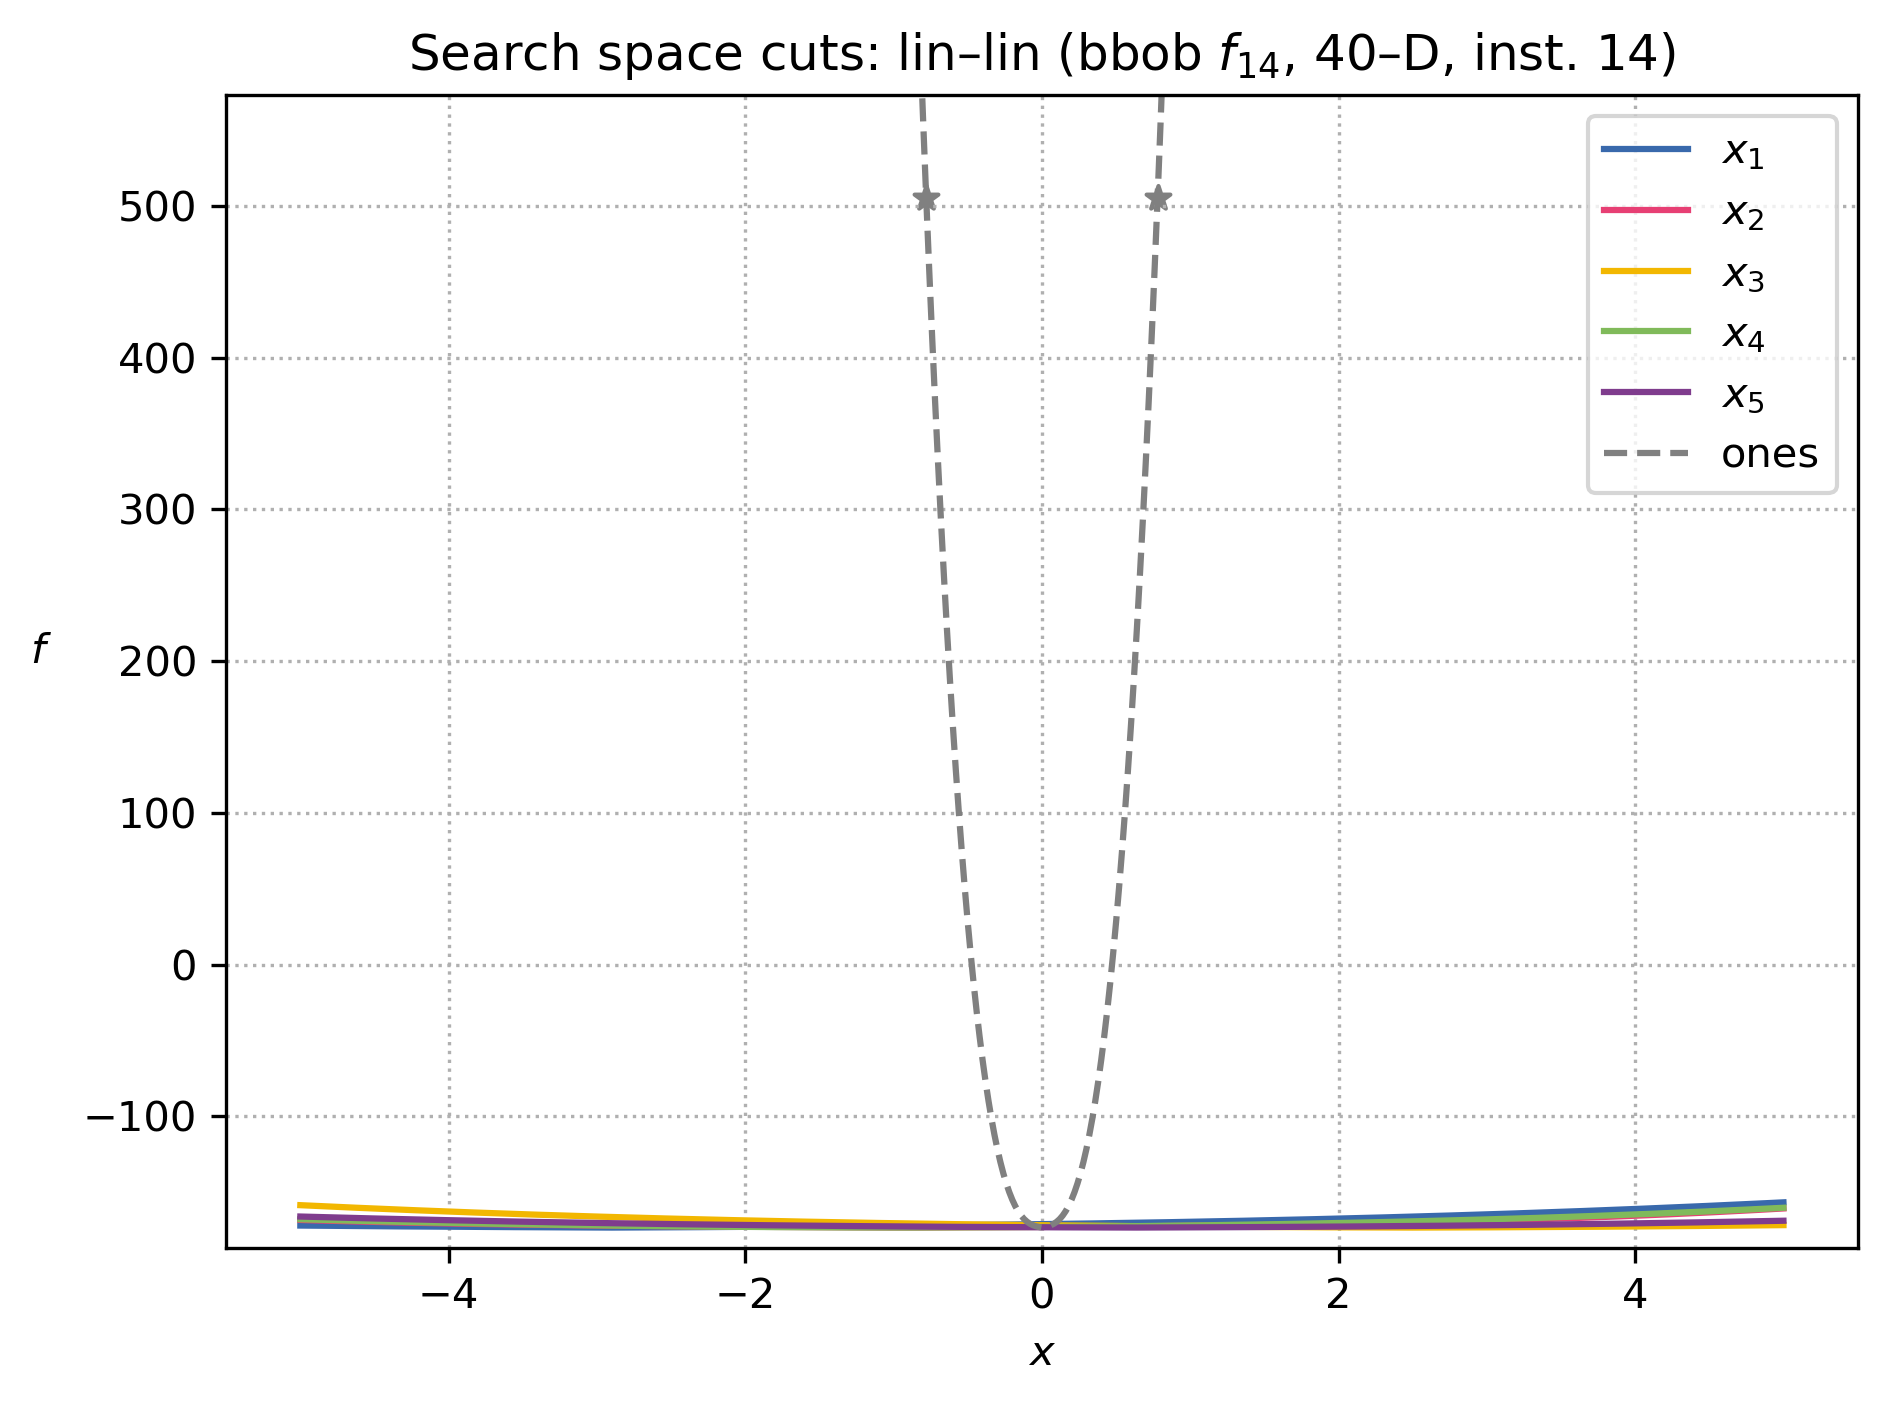 Search space cuts: lin–lin (bbob f14, 40–D, inst. 14)
500
400
300
200
100
0
−100
f
−4
−2
0
2
4
x
x1
x2
x3
x4
x5
ones